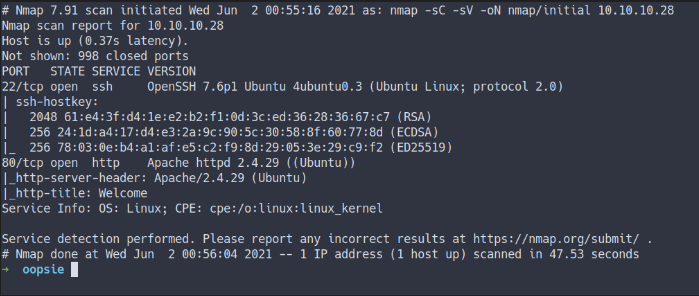 # Nmap 7.91 scan initiated Wed Jun  2 00:55:16 2021 as: nmap -sC -sV -oN nmap/initial 10.10.10.28
Nmap scan report for 10.10.10.28
Host is up (0.37s latency).
Not shown: 998 closed ports
PORT   STATE SERVICE VERSION
22/tcp open  ssh     OpenSSH 7.6p1 Ubuntu 4ubuntu0.3 (Ubuntu Linux; protocol 2.0)
| ssh-hostkey:
|   2048 61:e4:3f:d4:1e:e2:b2:f1:0d:3c:ed:36:28:36:67:c7 (RSA)
|   256 24:1d:a4:17:d4:e3:2a:9c:90:5c:30:58:8f:60:77:8d (ECDSA)
|_  256 78:03:0e:b4:a1:af:e5:c2:f9:8d:29:05:3e:29:c9:f2 (ED25519)
80/tcp open  http    Apache httpd 2.4.29 ((Ubuntu))
|_http-server-header: Apache/2.4.29 (Ubuntu)
|_http-title: Welcome
Service Info: OS: Linux; CPE: cpe:/o:linux:linux_kernel

Service detection performed. Please report any incorrect results at https://nmap.org/submit/ .
# Nmap done at Wed Jun  2 00:56:04 2021 -- 1 IP address (1 host up) scanned in 47.53 seconds
→  oopsie